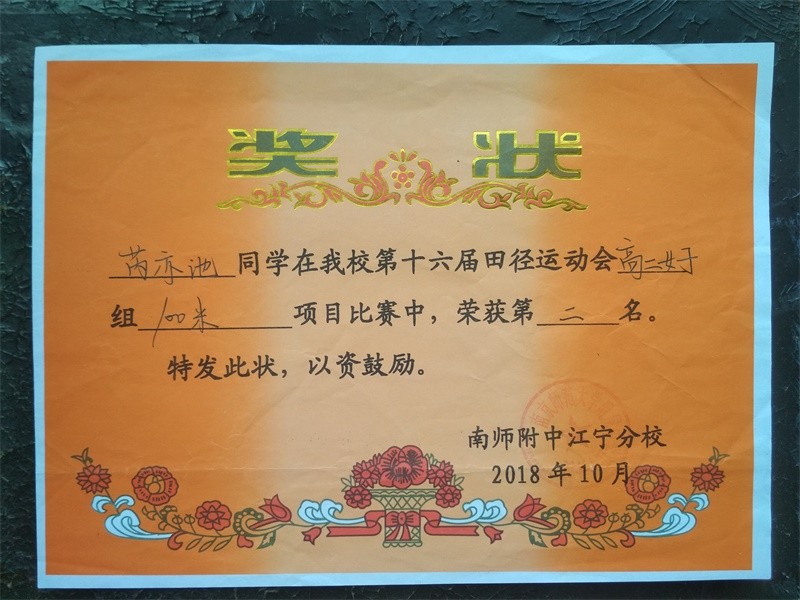 奖状
芮亦池同学在我校第十六届田径运动会高二女子
组100米项目比赛中，荣获第二名。
特发此状，以资鼓励。
南师附中江宁分校
2018年10月